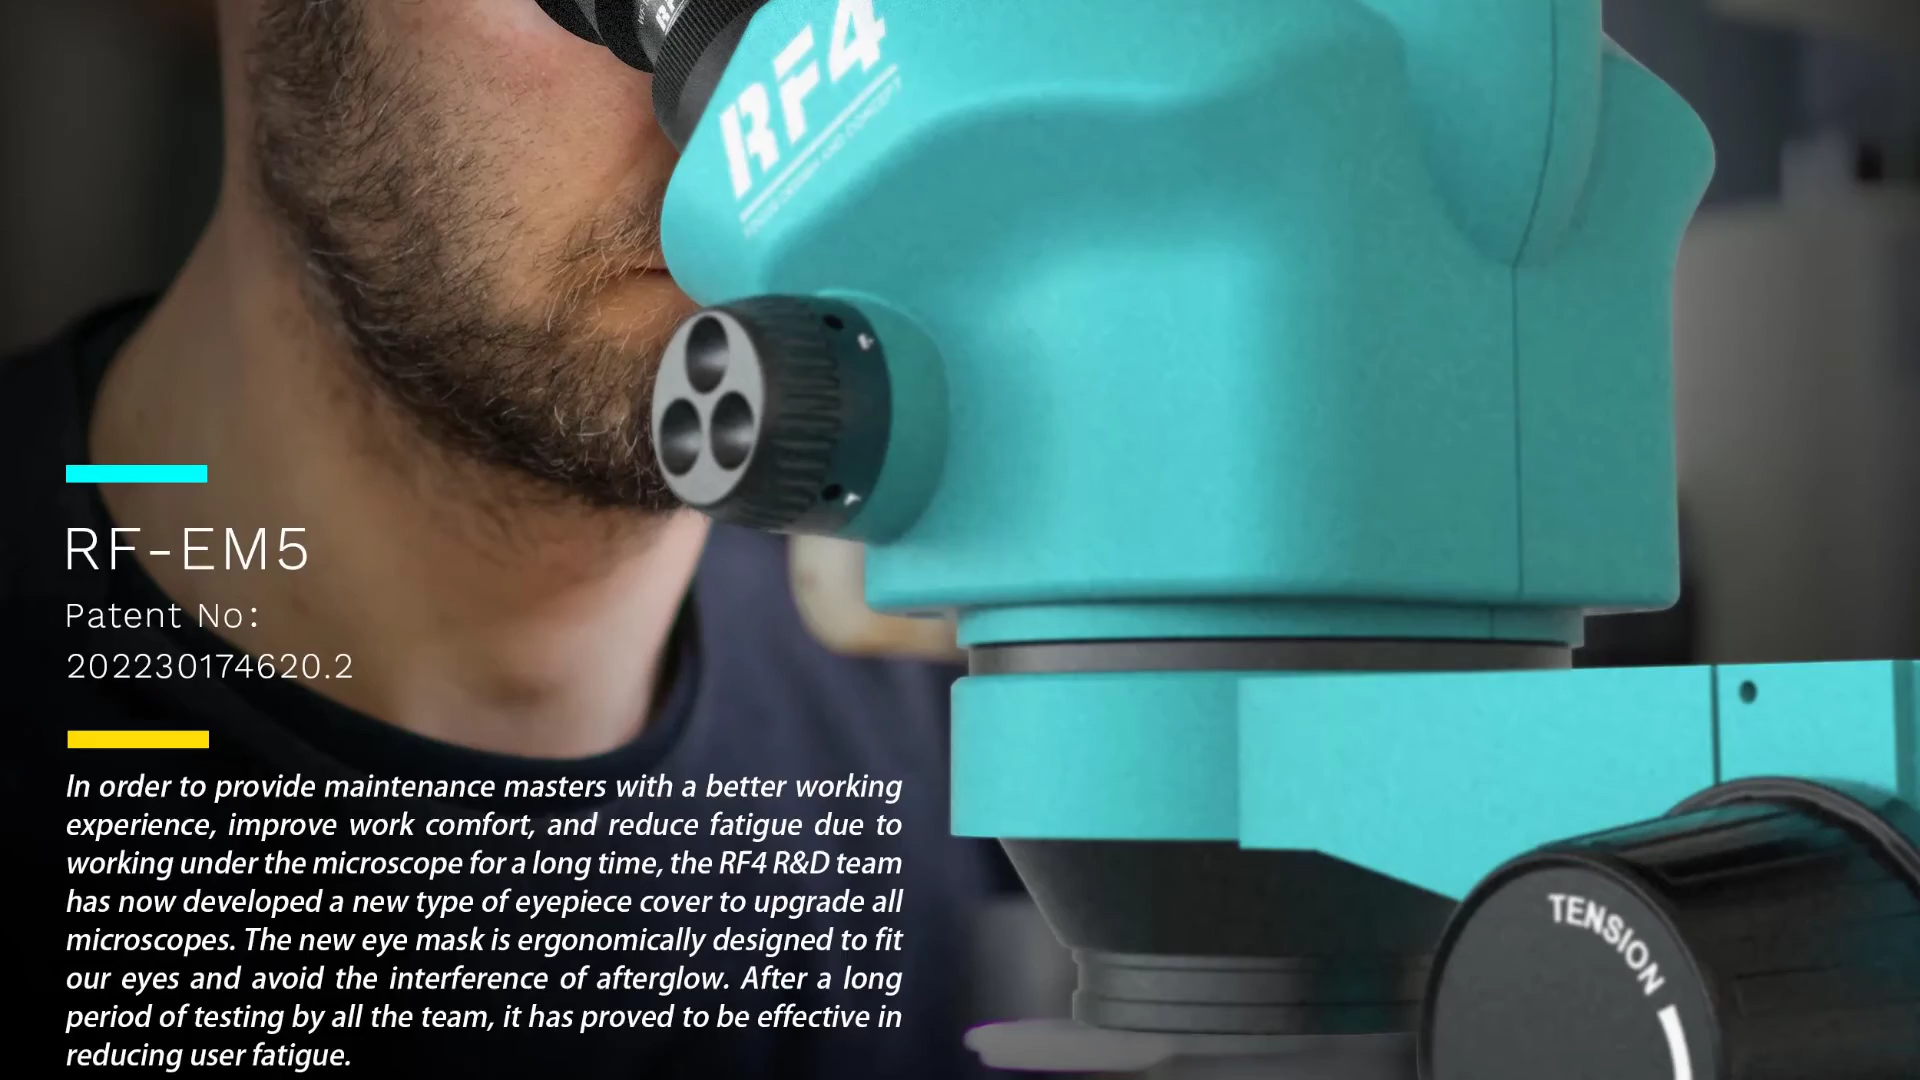 RF4
RF-EM5
Patent No:
202230174620.2
In order to provide maintenance masters with a better working
experience, improve work comfort, and reduce fatigue due to
working under the microscope for a long time, the RF4 R&D team
has now developed a new type of eyepiece cover to upgrade all
microscopes. The new eye mask is ergonomically designed to fit
our eyes and avoid the interference of afterglow. After a long
period of testing by all the team, it has proved to be effective in
reducing user fatigue.
TENSION